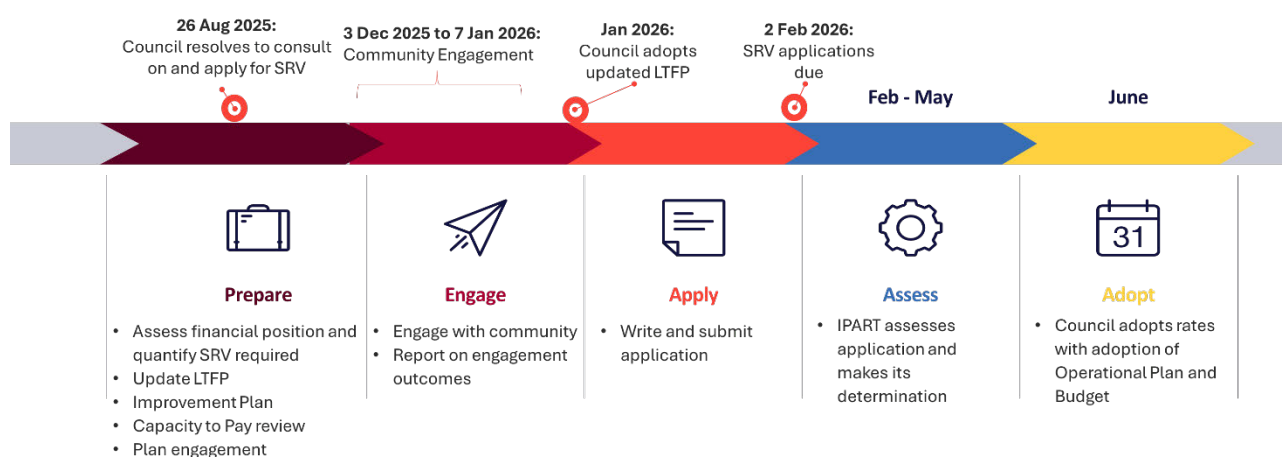 26 Aug 2025:
Council resolves to consult
on and apply for SRV
3 Dec 2025 to 7 Jan 2026:
Community Engagement
Jan 2026:
Council adopts
updated LTFP
2 Feb 2026:
SRV applications
due
Feb - May
June
31
Prepare
• Assess financial position and
quantify SRV required
• Update LTFP
• Improvement Plan
• Capacity to Pay review
• Plan engagement
Engage
• Engage with community
• Report on engagement
outcomes
Apply
• Write and submit
application
Assess
• IPART assesses
application and
makes its
determination
Adopt
• Council adopts rates
with adoption of
Operational Plan and
Budget